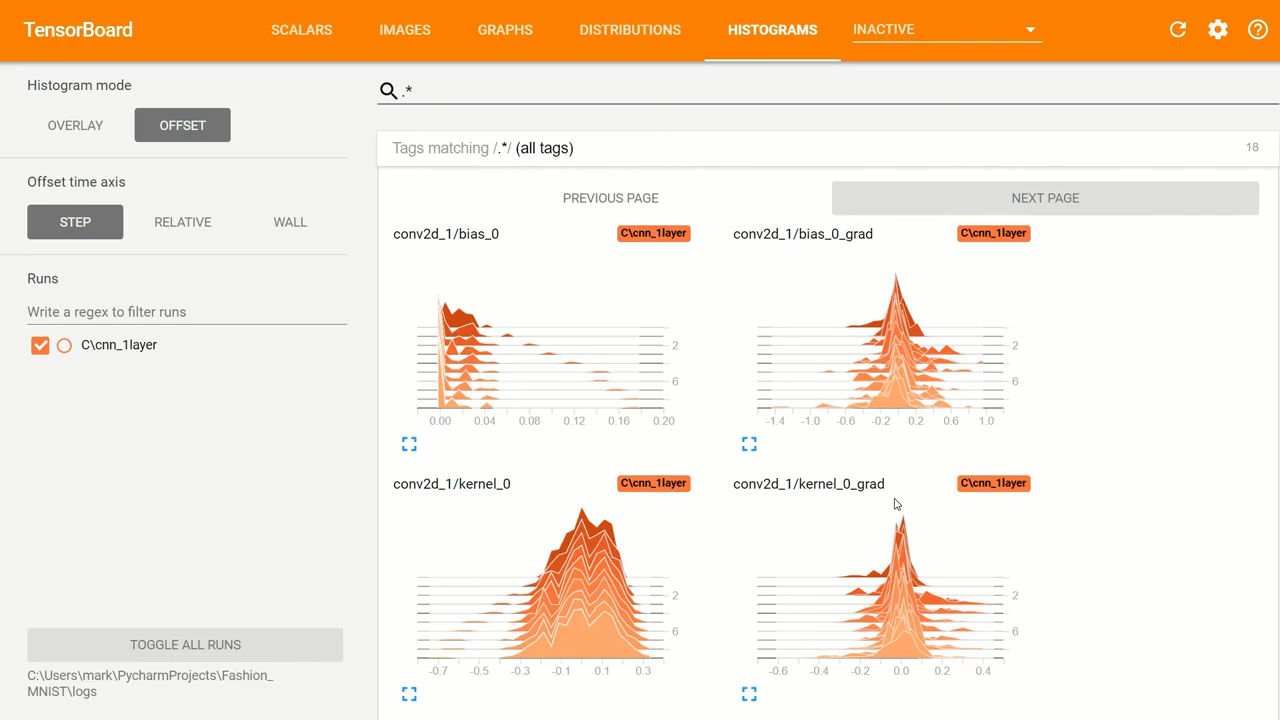 TensorBoard SCALARS IMAGES GRAPHS DISTRIBUTIONS HISTOGRAMS INACTIVE
Histogram mode
OVERLAY OFFSET
Offset time axis
STEP RELATIVE WALL
Runs
Write a regex to filter runs
C\cnn_1layer
TOGGLE ALL RUNS
C:\Users\mark\PycharmProjects\Fashion_
MNIST\logs
.*
Tags matching /.*/ (all tags) 18
PREVIOUS PAGE NEXT PAGE
conv2d_1/bias_0 C\cnn_1layer
2
6
0.00 0.04 0.08 0.12 0.16 0.20
conv2d_1/bias_0_grad C\cnn_1layer
2
6
-1.4 -1.0 -0.6 -0.2 0.2 0.6 1.0
conv2d_1/kernel_0 C\cnn_1layer
2
6
-0.7 -0.5 -0.3 -0.1 0.1 0.3
conv2d_1/kernel_0_grad C\cnn_1layer
2
6
-0.6 -0.4 -0.2 0.0 0.2 0.4